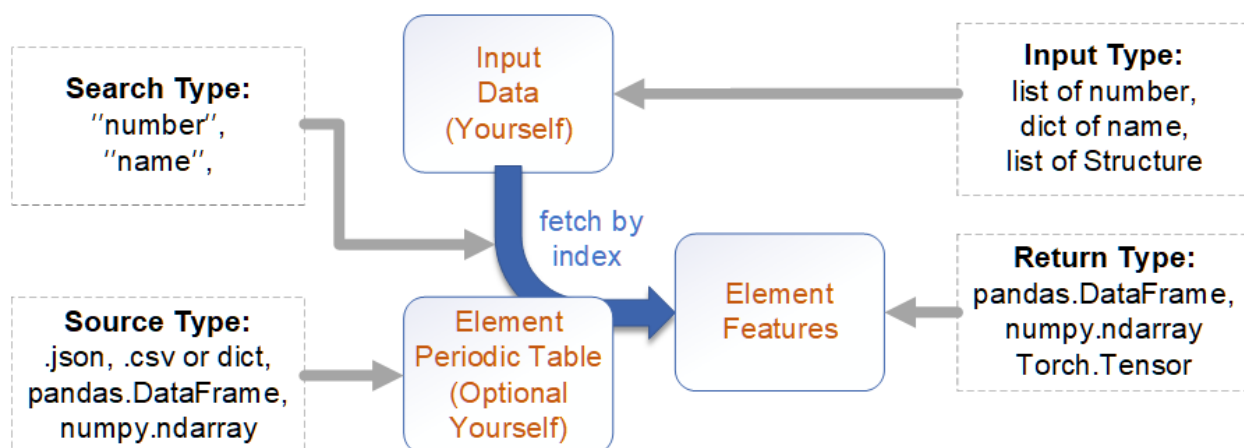 Search Type:
"number",
"name",
Input
Data
(Yourself)
Input Type:
list of number,
dict of name,
list of Structure
fetch by
index
Source Type:
.json, .csv or dict,
pandas.DataFrame,
numpy.ndarray
Element
Periodic Table
(Optional
Yourself)
Element
Features
Return Type:
pandas.DataFrame,
numpy.ndarray
Torch.Tensor